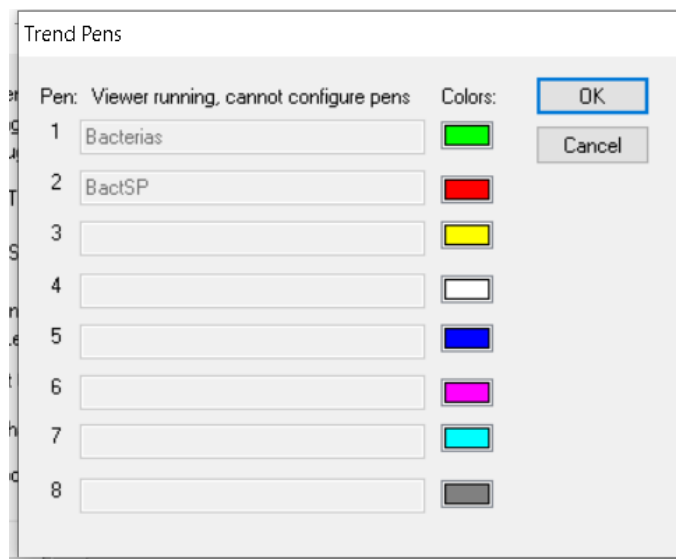 Trend Pens
Pen: Viewer running, cannot configure pens Colors: OK
1 Bacterias
Cancel
2 BactSP
3
4
5
6
7
8